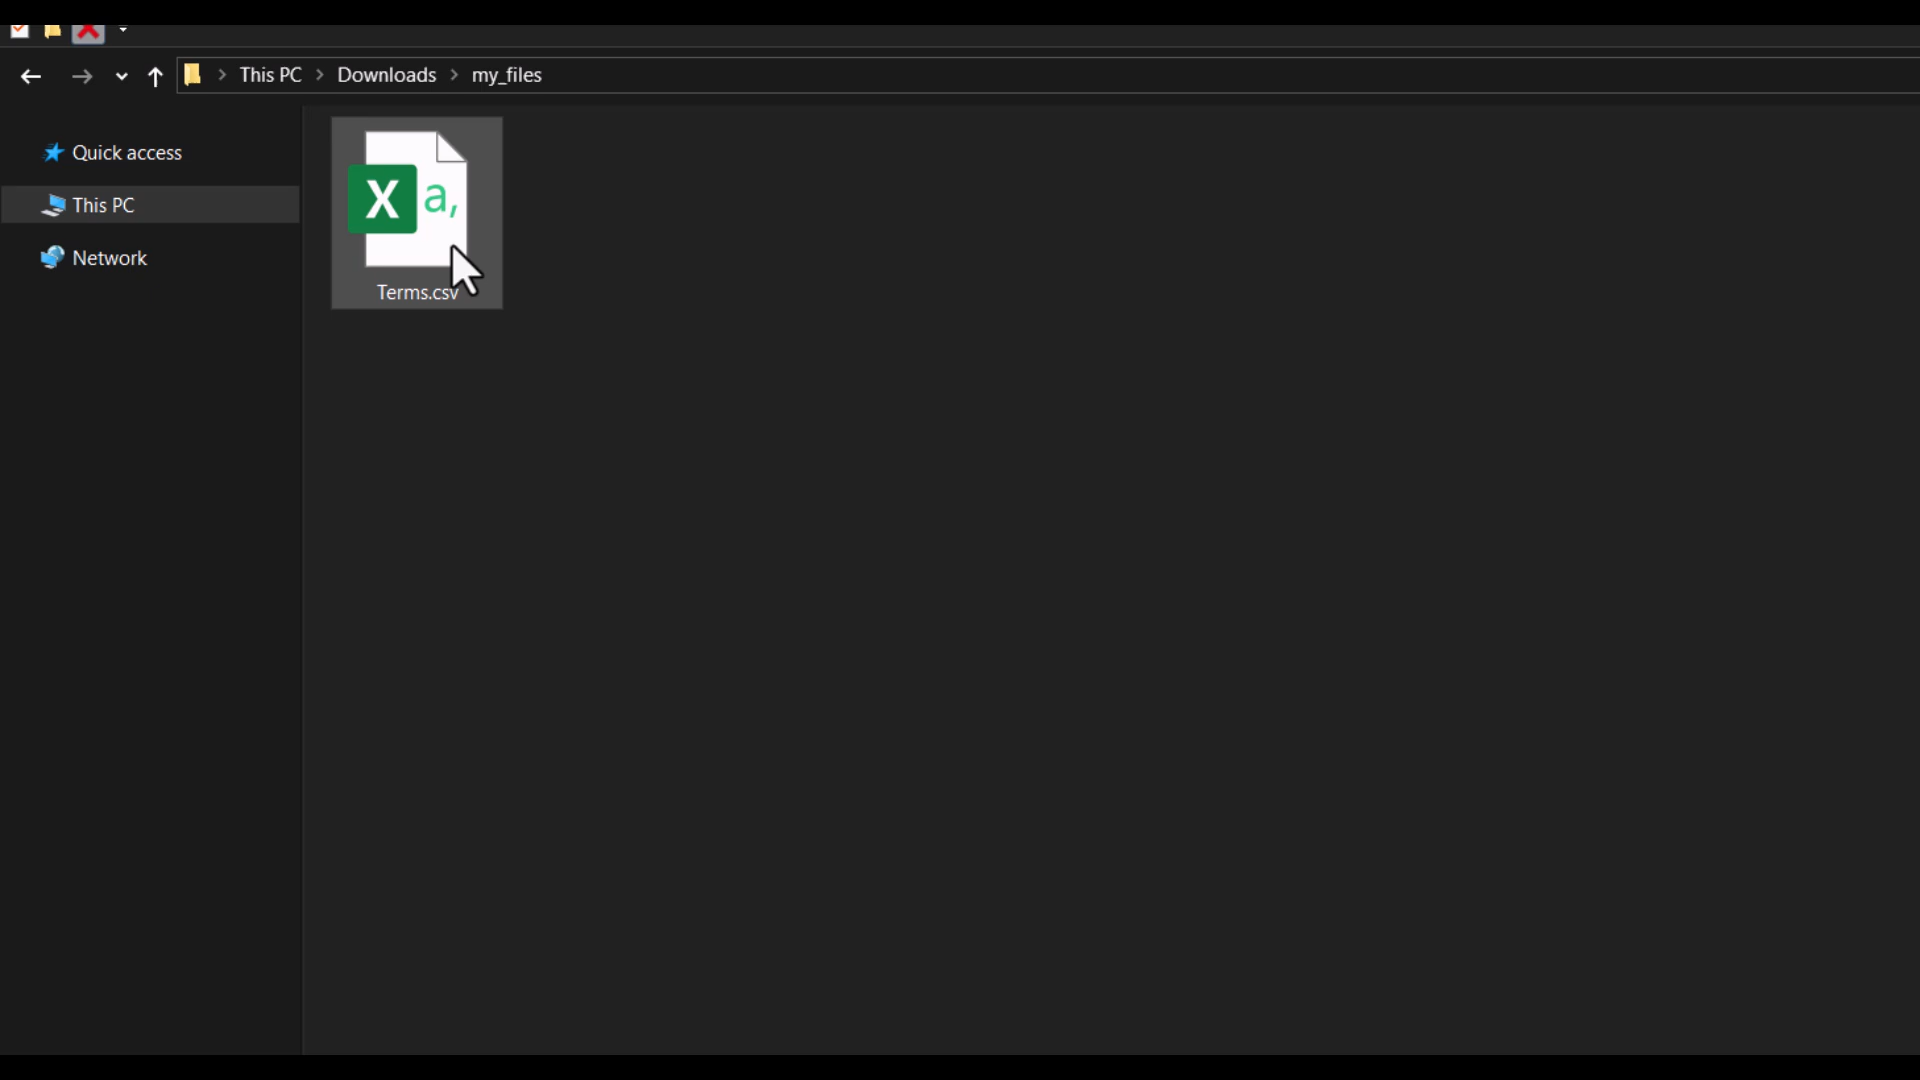 This PC > Downloads > my_files
Quick access
This PC
Network
X a,
Terms.csv